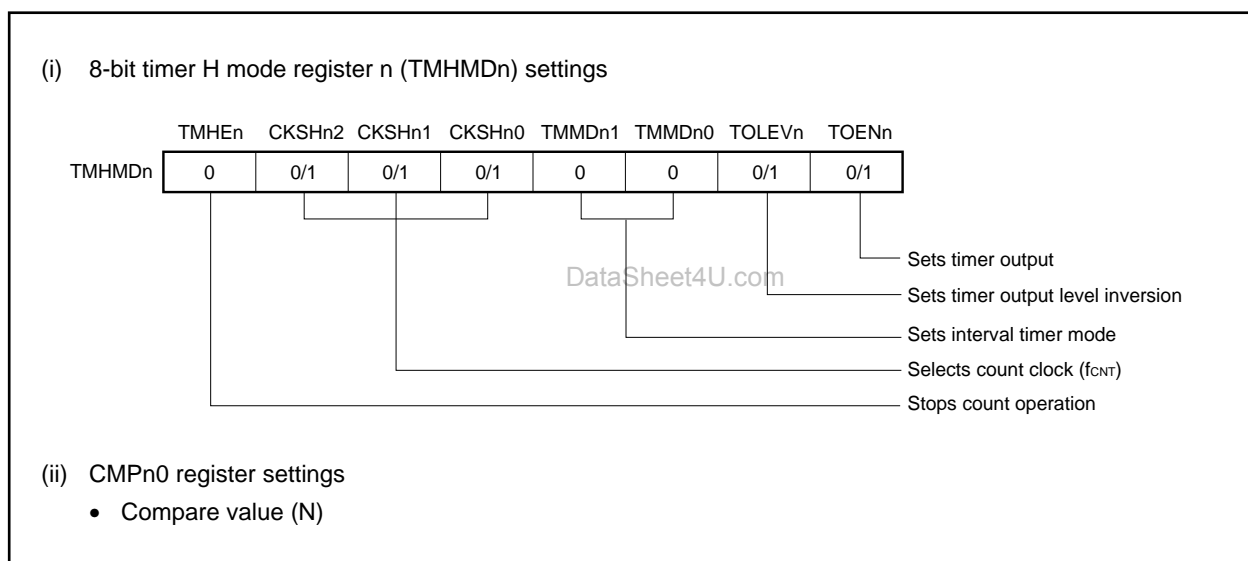 (i) 8-bit timer H mode register n (TMHMDn) settings
TMHEn CKSHn2 CKSHn1 CKSHn0 TMMDn1 TMMDn0 TOLEVn TOENn
TMHMDn 0 0/1 0/1 0/1 0 0 0/1 0/1
Sets timer output
DataSheet4U.com
Sets timer output level inversion
Sets interval timer mode
Selects count clock (fCNT)
Stops count operation
(ii) CMPn0 register settings
• Compare value (N)